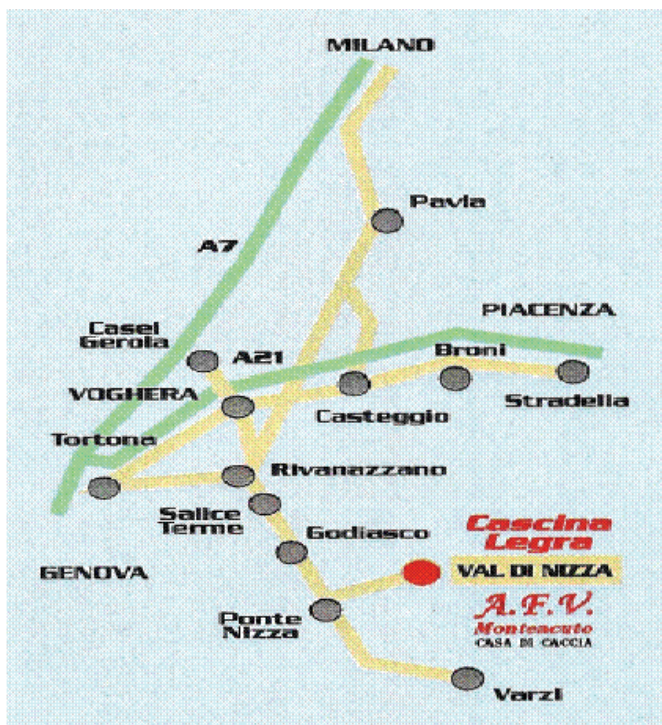 MILANO
Pavia
A7
PIACENZA
Casel
Gerola
A21
Broni
VOGHERA
Casteggio
Stradella
Tortona
Rivanazzano
Salice
Terme
Godiasco
Cascina
Legra
GENOVA
VAL DI NIZZA
Ponte
Nizza
A.F.V.
Monteacuto
CASA DI CACCIA
Varzi